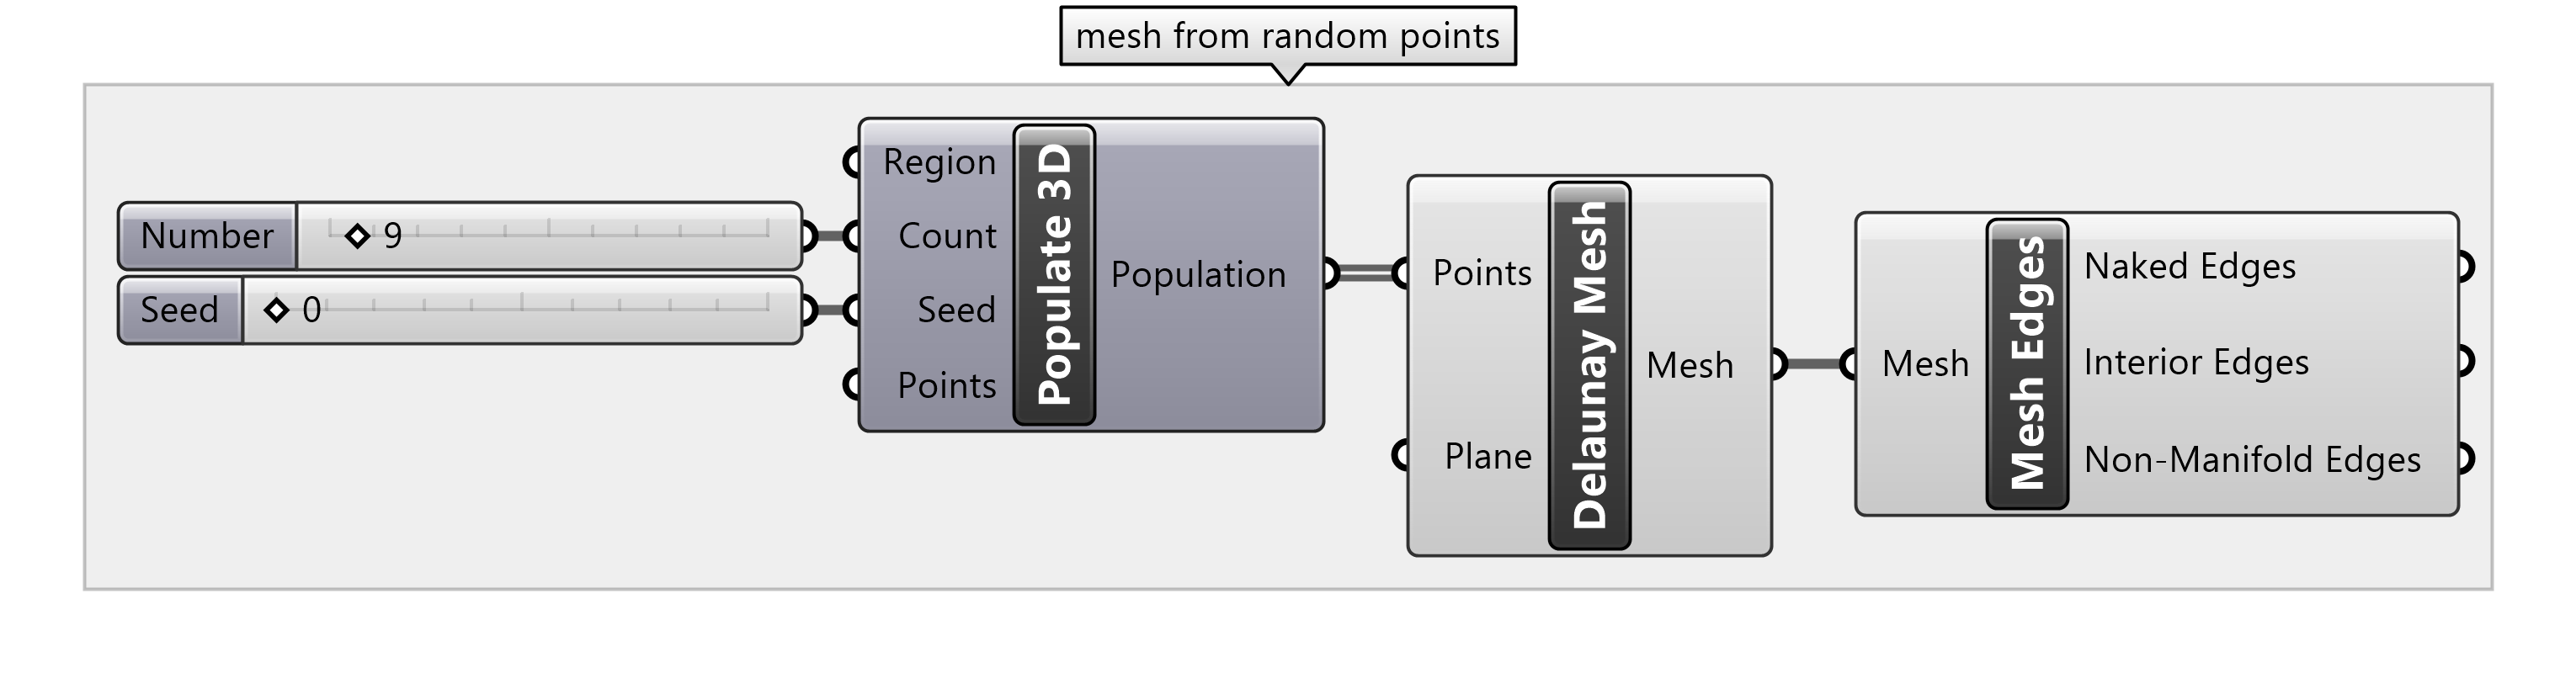 mesh from random points
Number 9
Seed 0
Region
Count
Seed
Points
Populate 3D
Population
Points
Plane
Delaunay Mesh
Mesh
Mesh
Mesh Edges
Naked Edges
Interior Edges
Non-Manifold Edges